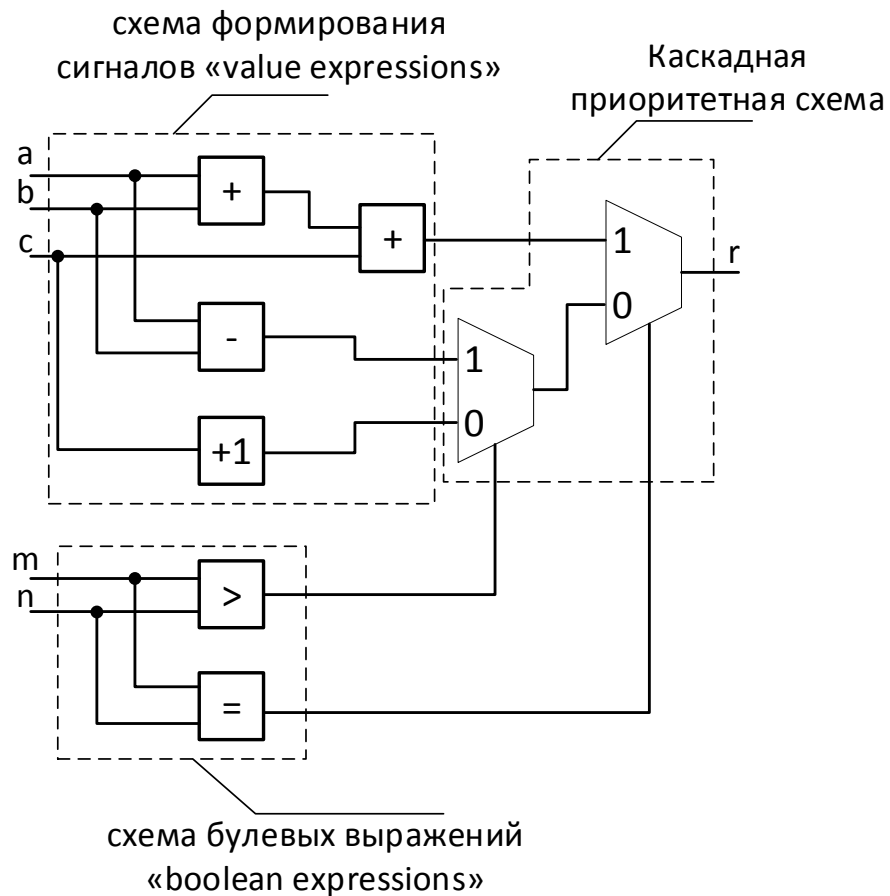 схема формирования
сигналов «value expressions»
Каскадная
приоритетная схема
a
b
c
+
+
-
+1
1
0
1
0
r
m
n
>
=
схема булевых выражений
«boolean expressions»